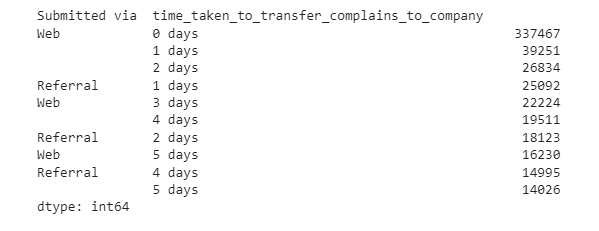 Submitted via  time_taken_to_transfer_complains_to_company
Web            0 days                                         337467
               1 days                                          39251
               2 days                                          26834
Referral       1 days                                          25092
Web            3 days                                          22224
               4 days                                          19511
Referral       2 days                                          18123
Web            5 days                                          16230
Referral       4 days                                          14995
               5 days                                          14026
dtype: int64